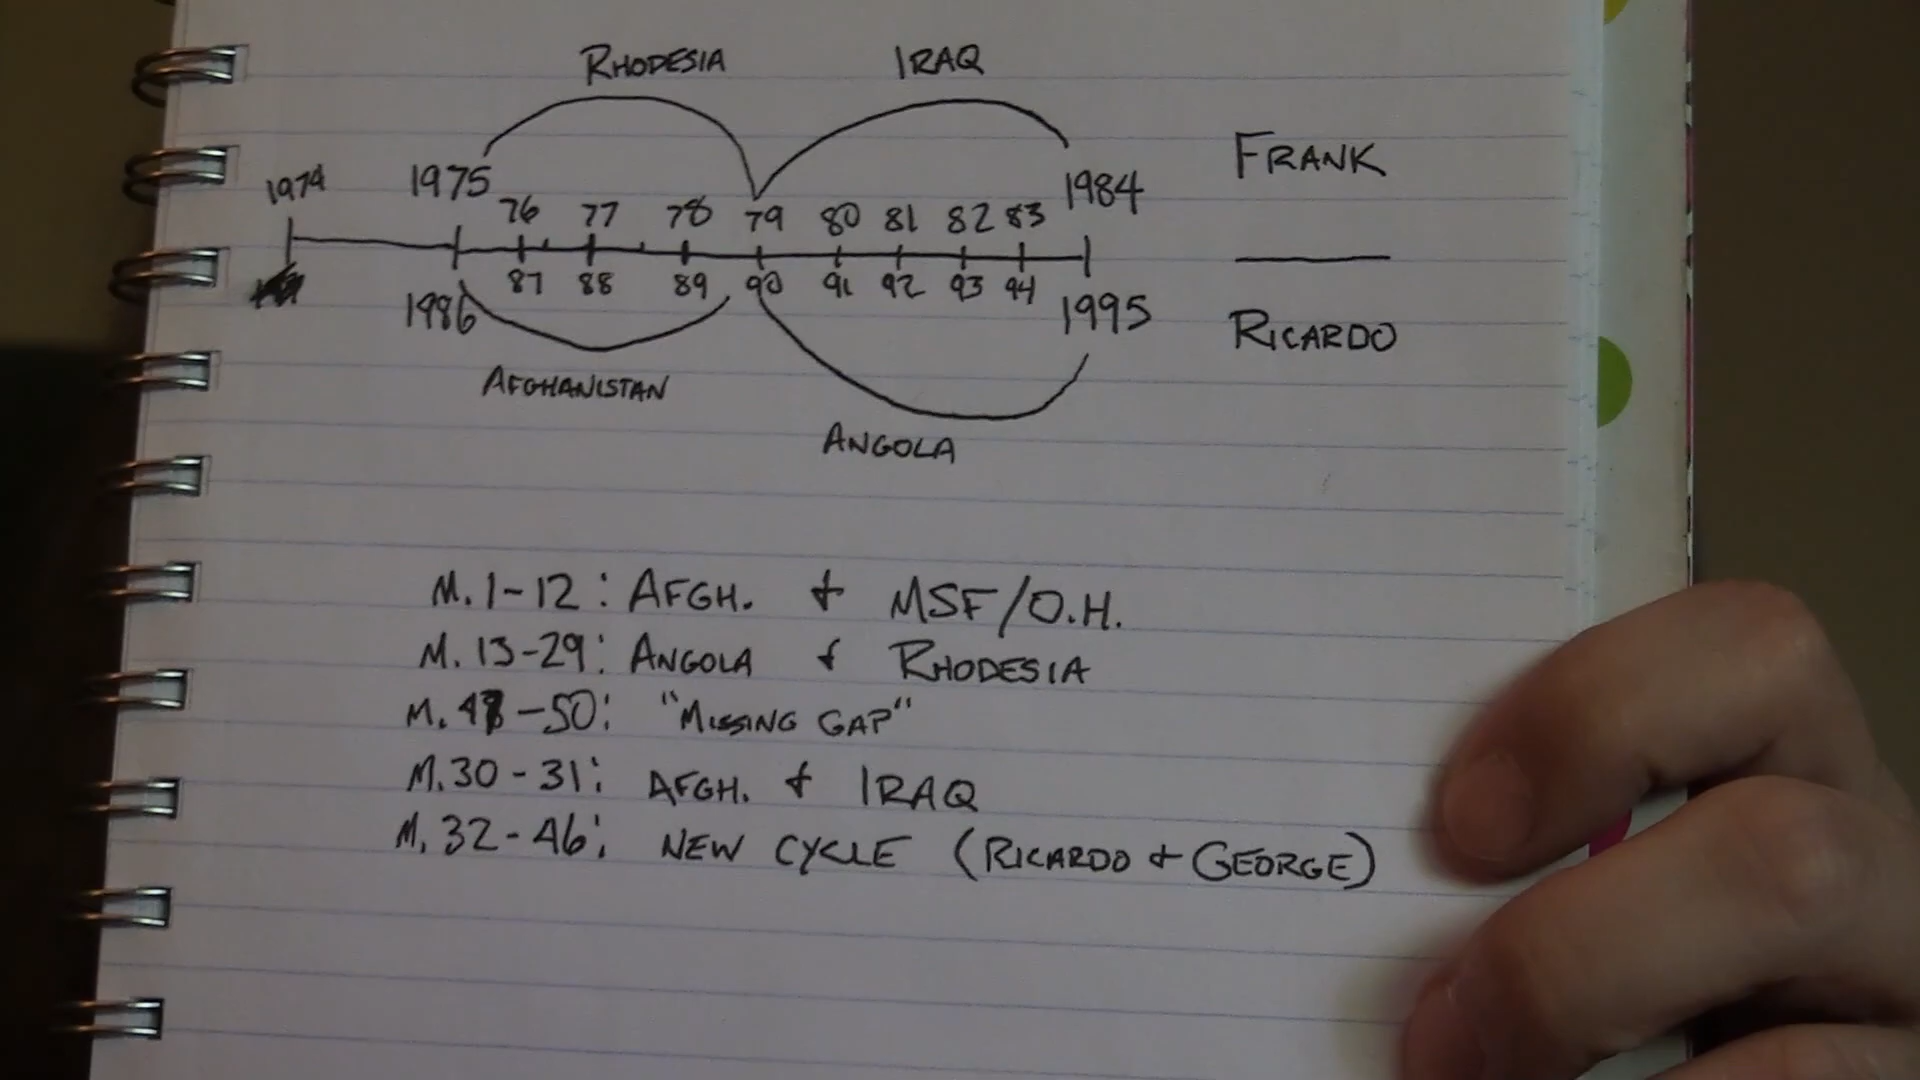 RHODESIA IRAQ
1974 1975 76 77 78 79 80 81 82 83 1984 FRANK
1986 87 88 89 90 91 92 93 94 1995 RICARDO
AFGHANISTAN
ANGOLA
M. 1-12: AFGH. & MSF/O.H.
M. 13-29: ANGOLA & RHODESIA
M. 47-50: "MISSING GAP"
M. 30-31: AFGH. & IRAQ
M. 32-46: NEW CYCLE (RICARDO & GEORGE)